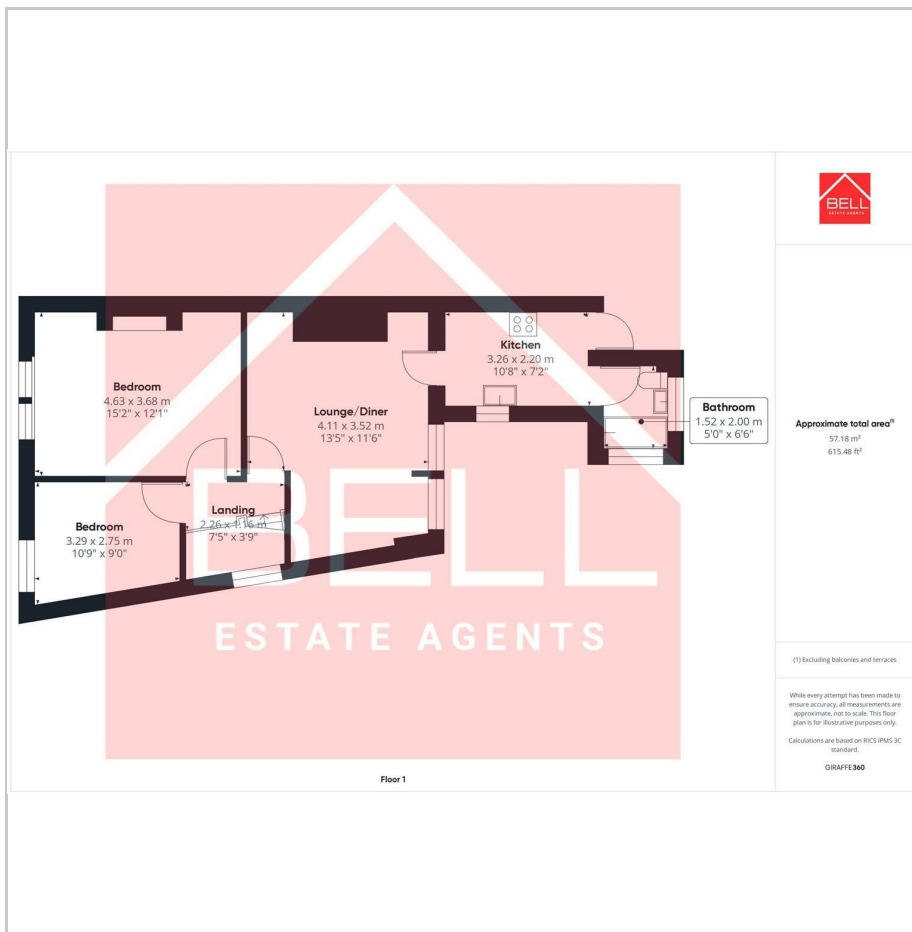 BELL
ESTATE AGENTS
Bedroom
4.63 x 3.68 m
15'2" x 12'1"
Lounge/Diner
4.11 x 3.52 m
13'5" x 11'6"
Kitchen
3.26 x 2.20 m
10'8" x 7'2"
Bathroom
1.52 x 2.00 m
5'0" x 6'6"
Bedroom
3.29 x 2.75 m
10'9" x 9'0"
Landing
2.26 x 1.16 m
7'5" x 3'9"
BELL
ESTATE AGENTS
Floor 1
Approximate total area(1)
57.18 m²
615.48 ft²
(1) Excluding balconies and terraces
While every attempt has been made to
ensure accuracy, all measurements are
approximate, not to scale. This floor
plan is for illustrative purposes only.
Calculations are based on RICS IPMS 3C
standard.
GIRAFFE360